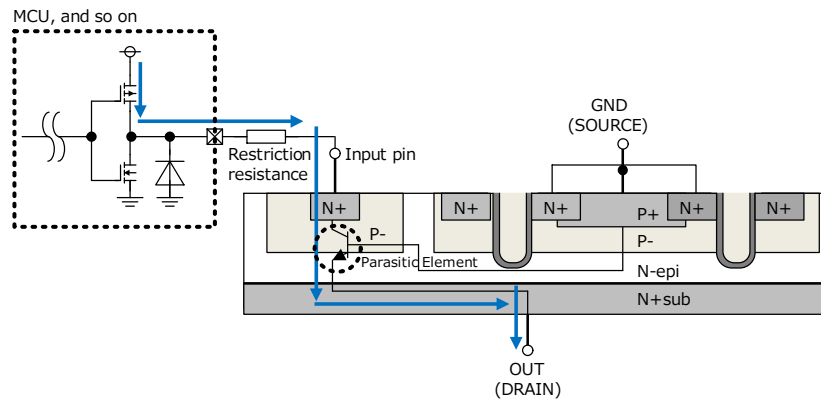 MCU, and so on
GND
(SOURCE)
Restriction
resistance
Input pin
N+
P-
Parasitic Element
N+
N+
P+
N+
N+
P-
N-epi
N+sub
OUT
(DRAIN)